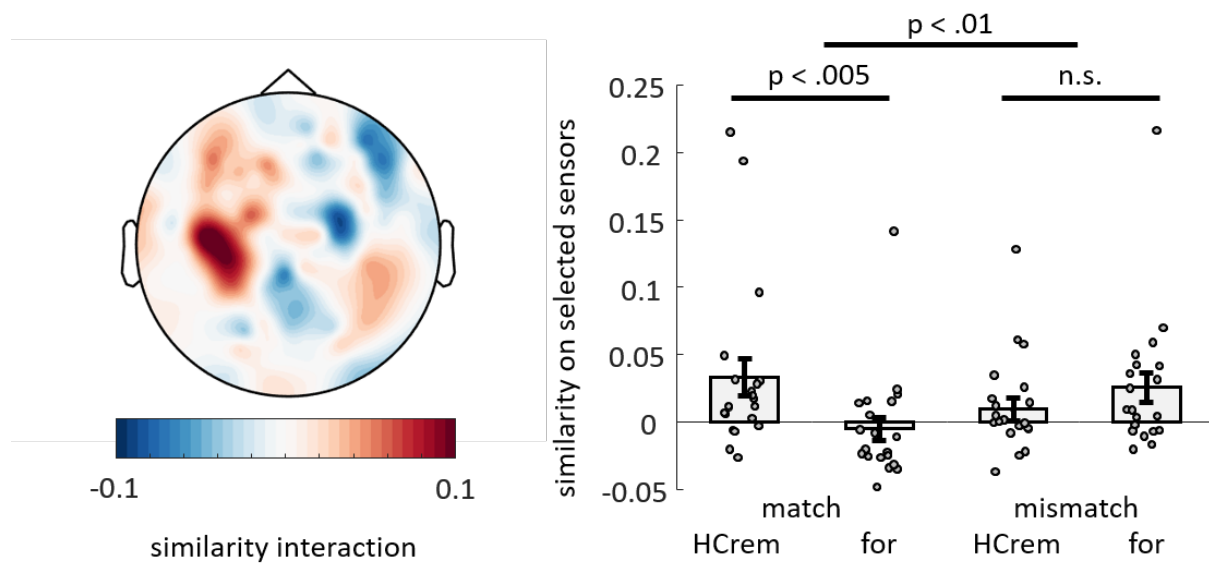 -0.1
0.1
similarity interaction
similarity on selected sensors
p < .01
p < .005
n.s.
0.25
0.2
0.15
0.1
0.05
0
-0.05
match
mismatch
HCrem
for
HCrem
for